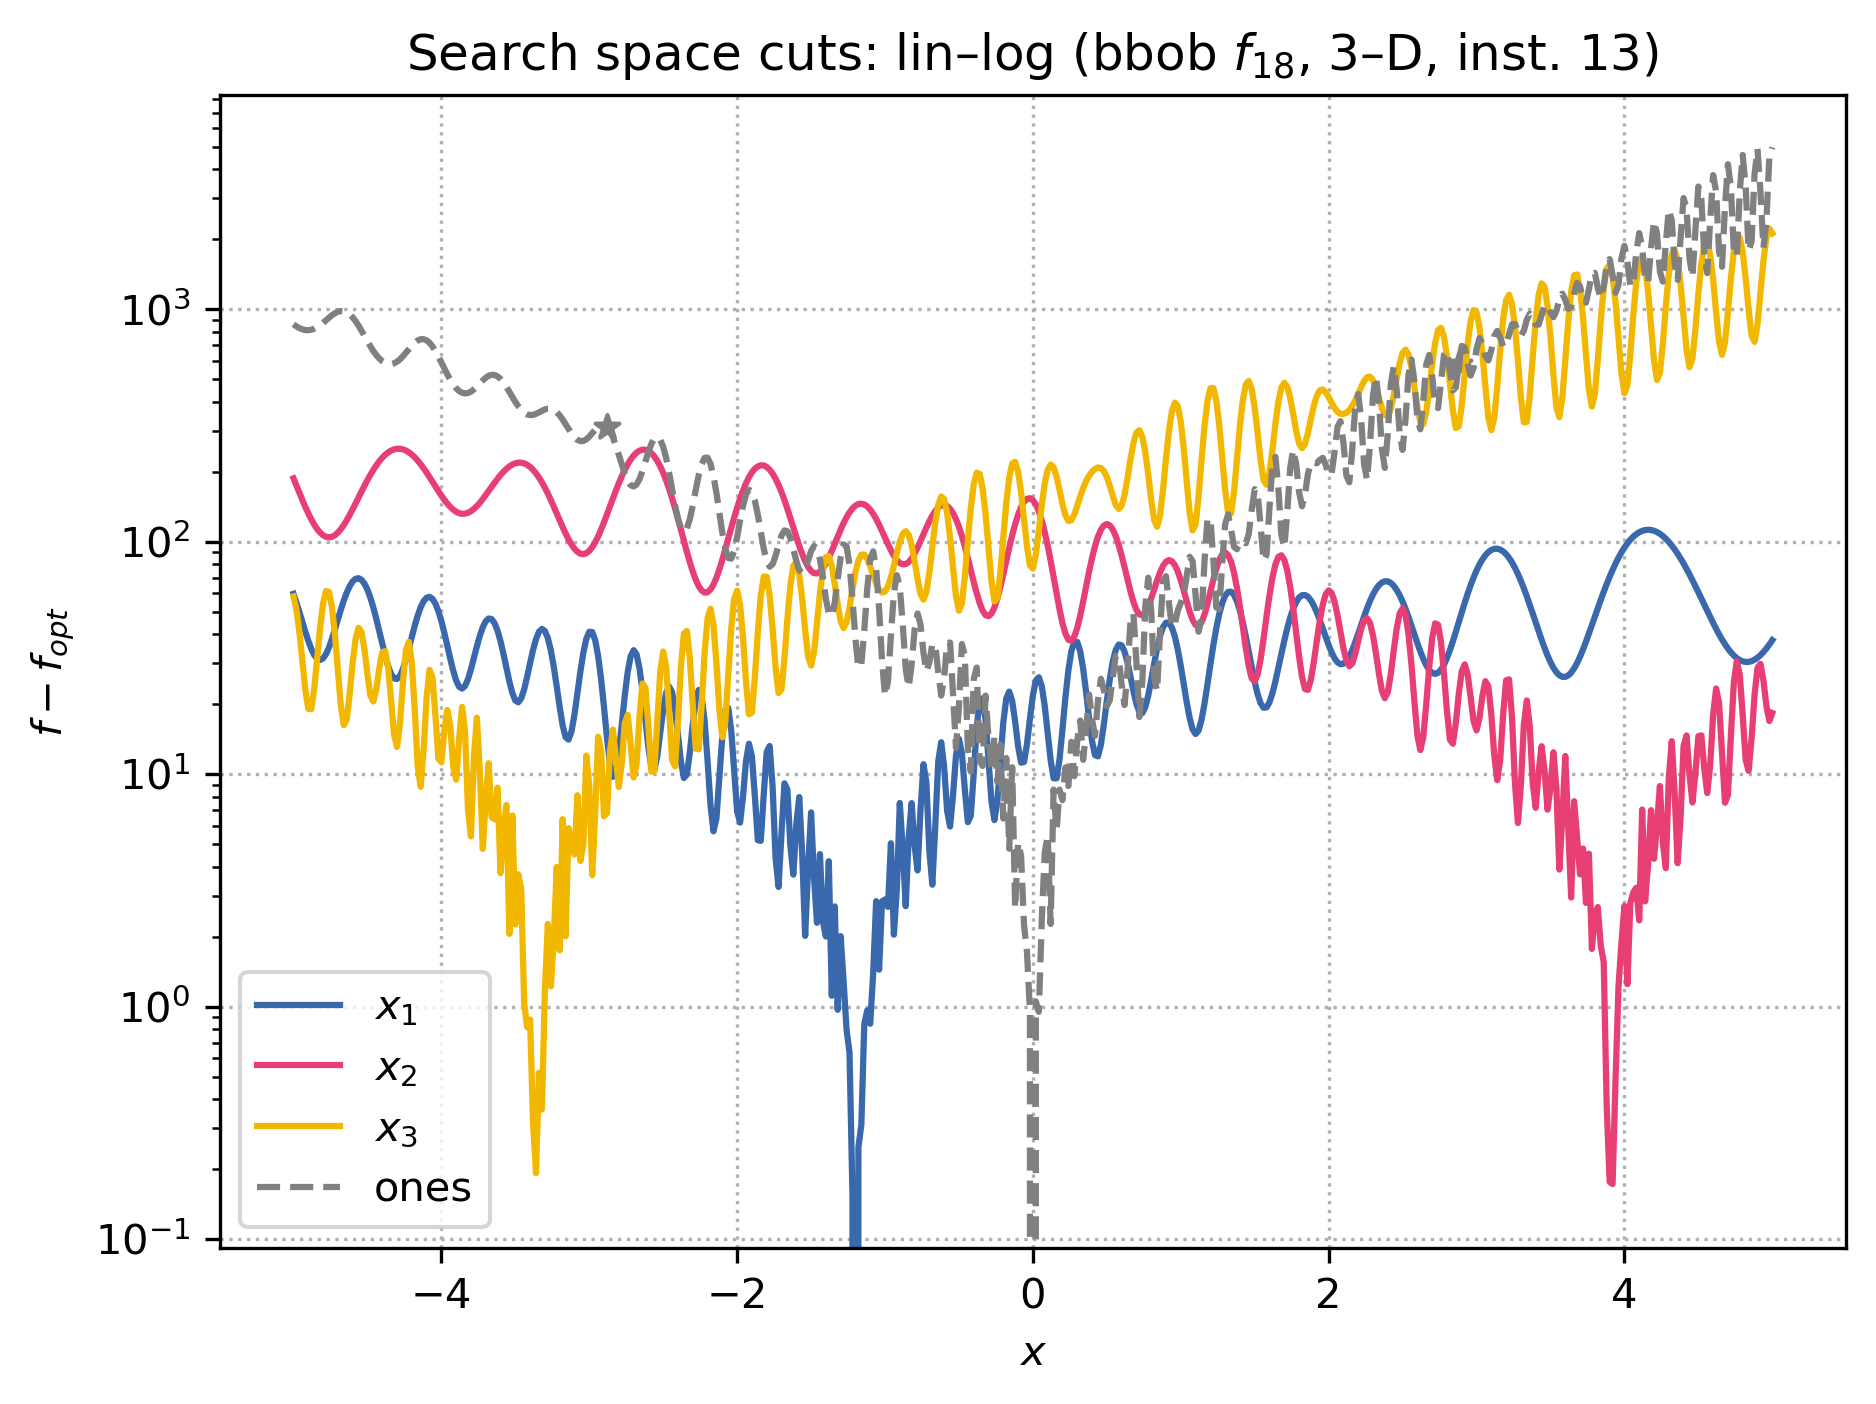 Search space cuts: lin–log (bbob f₁₈, 3–D, inst. 13)
f − fₒₚₜ
10³
10²
10¹
10⁰
10⁻¹
x₁
x₂
x₃
ones
−4
−2
0
2
4
x